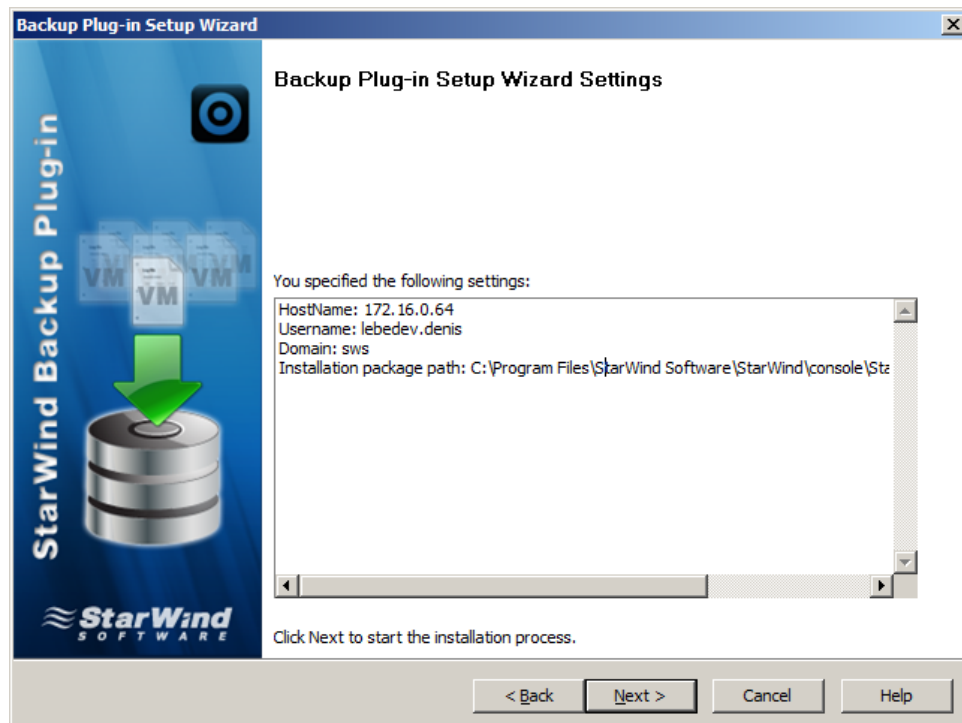 Backup Plug-in Setup Wizard
StarWind Backup Plug-in
VM
VM
VM
StarWind
SOFTWARE
Backup Plug-in Setup Wizard Settings
You specified the following settings:
HostName: 172.16.0.64
Username: lebedev.denis
Domain: sws
Installation package path: C:\Program Files\StarWind Software\StarWind\console\Sta
Click Next to start the installation process.
< Back
Next >
Cancel
Help